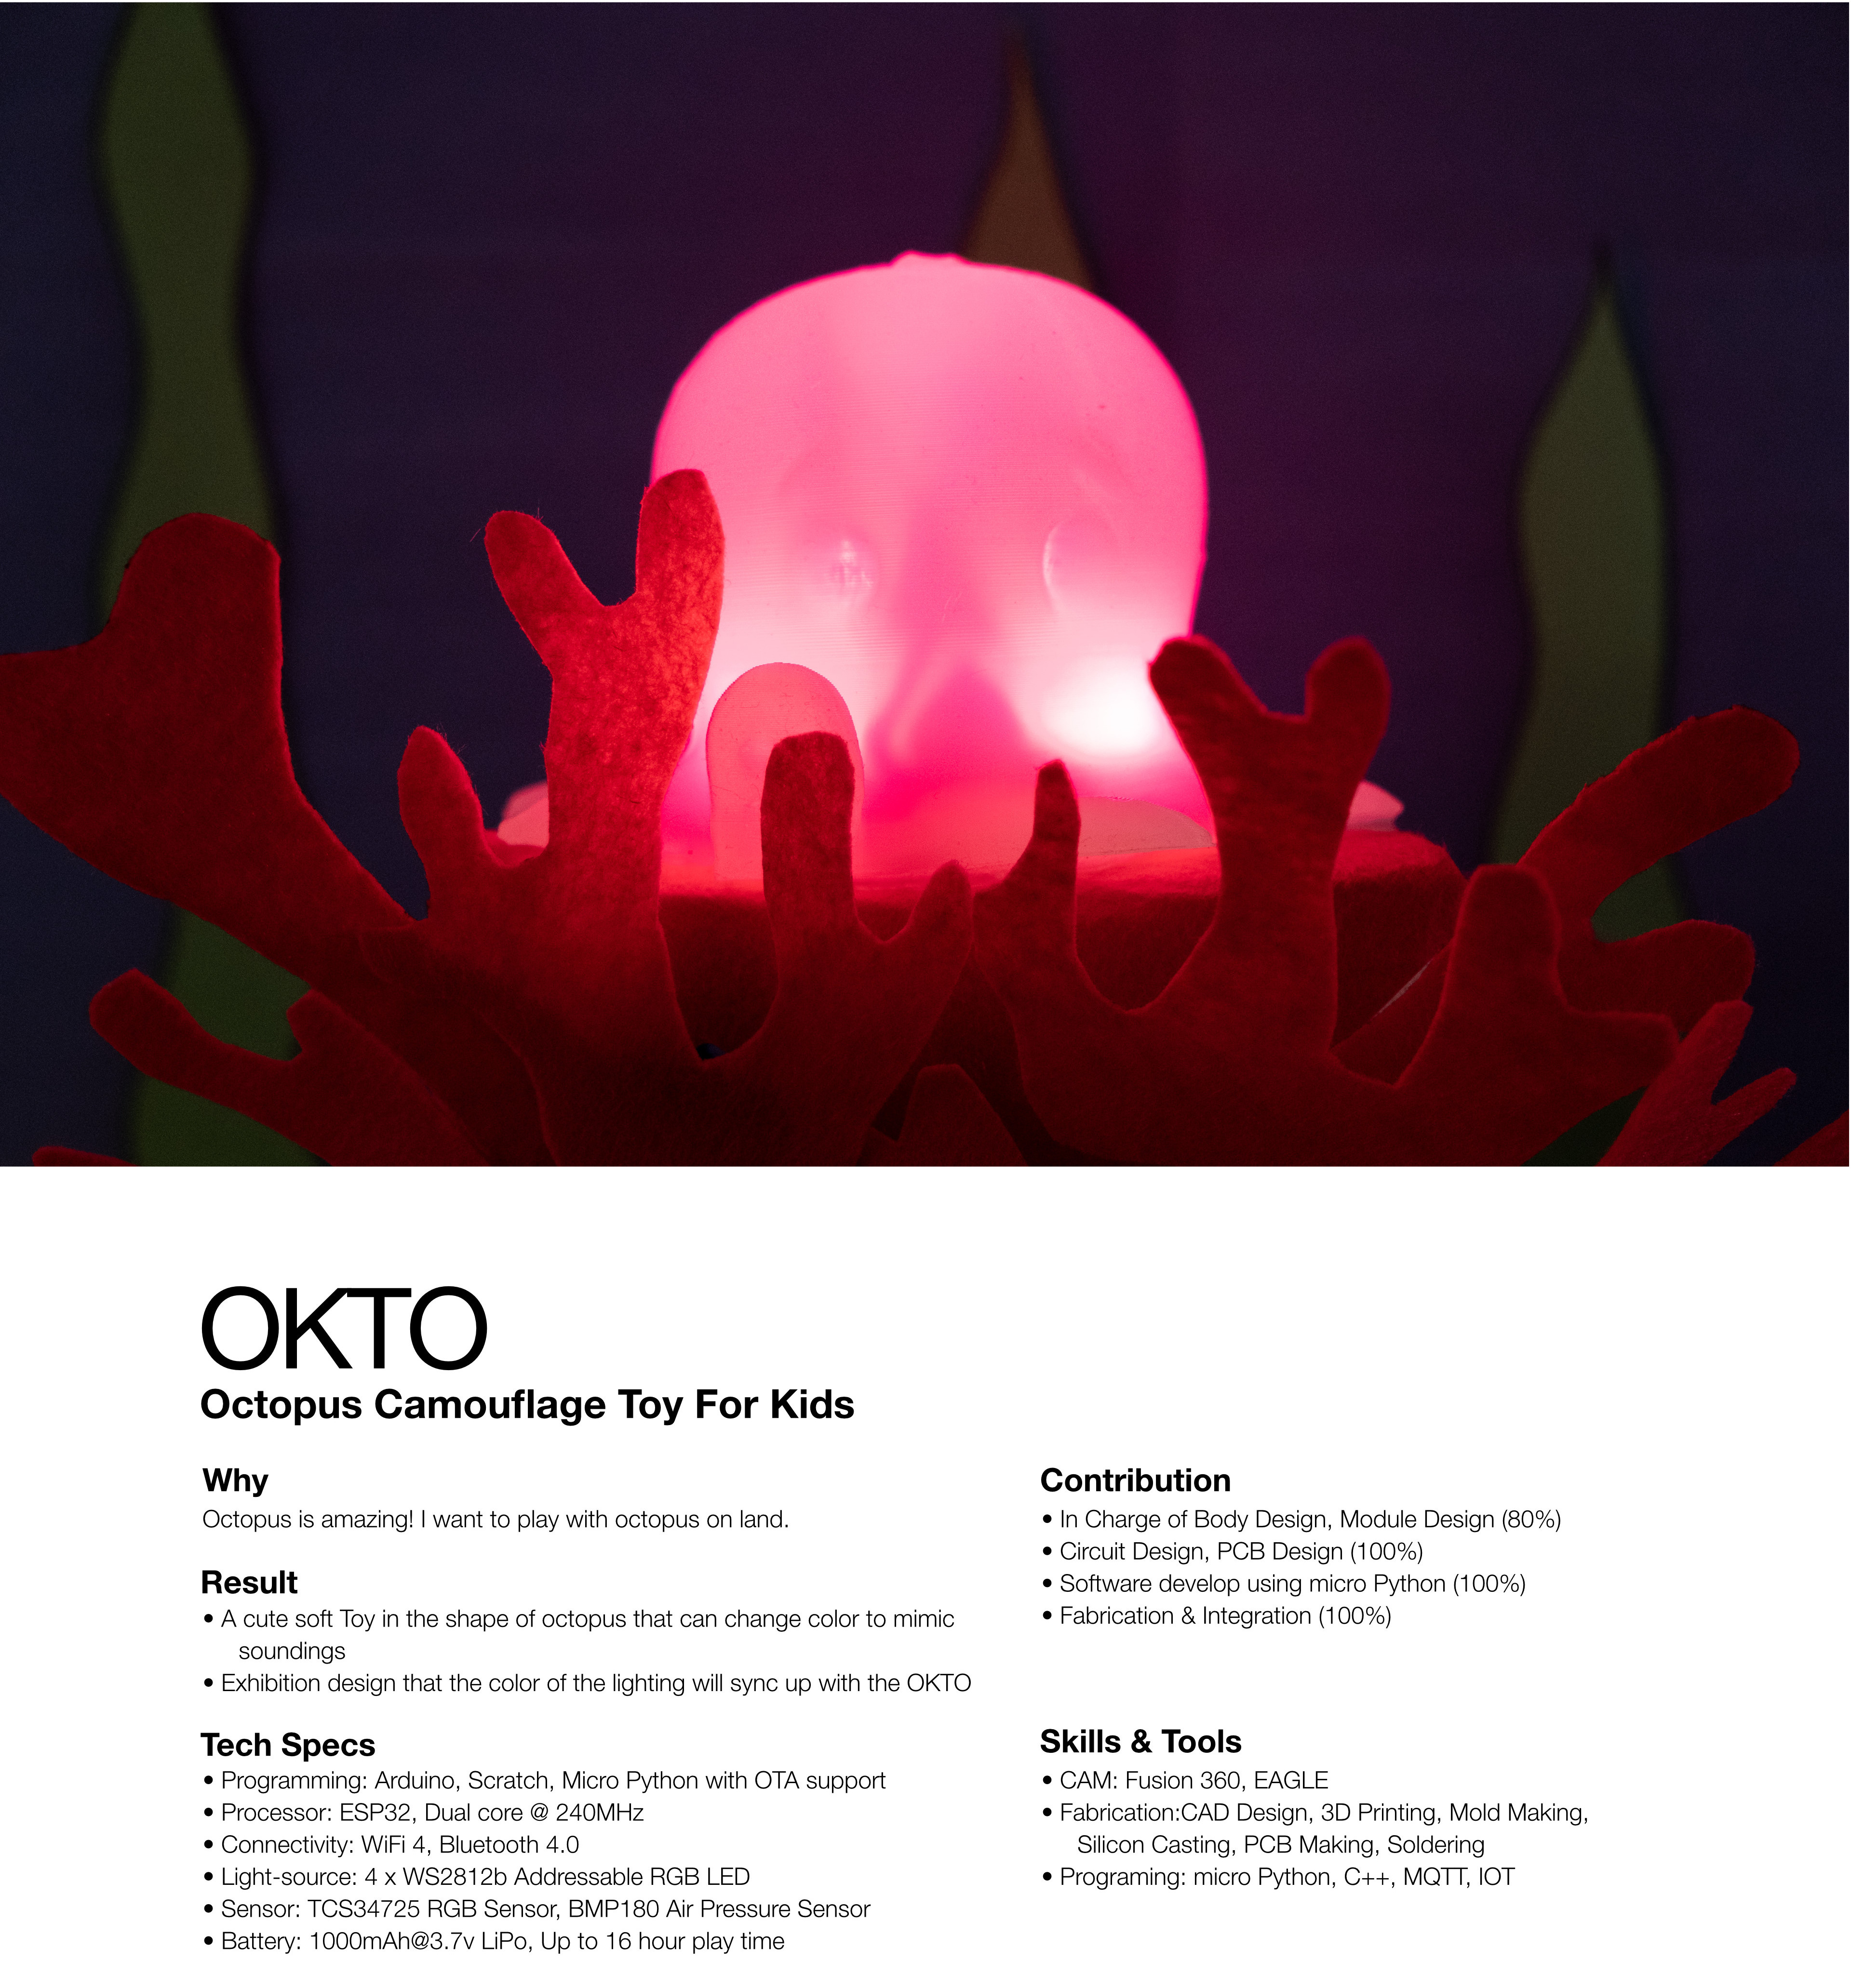 OKTO
Octopus Camouflage Toy For Kids
Why
Octopus is amazing! I want to play with octopus on land.
Result
• A cute soft Toy in the shape of octopus that can change color to mimic
soundings
• Exhibition design that the color of the lighting will sync up with the OKTO
Tech Specs
• Programming: Arduino, Scratch, Micro Python with OTA support
• Processor: ESP32, Dual core @ 240MHz
• Connectivity: WiFi 4, Bluetooth 4.0
• Light-source: 4 x WS2812b Addressable RGB LED
• Sensor: TCS34725 RGB Sensor, BMP180 Air Pressure Sensor
• Battery: 1000mAh@3.7v LiPo, Up to 16 hour play time
Contribution
• In Charge of Body Design, Module Design (80%)
• Circuit Design, PCB Design (100%)
• Software develop using micro Python (100%)
• Fabrication & Integration (100%)
Skills & Tools
• CAM: Fusion 360, EAGLE
• Fabrication:CAD Design, 3D Printing, Mold Making,
Silicon Casting, PCB Making, Soldering
• Programing: micro Python, C++, MQTT, IOT